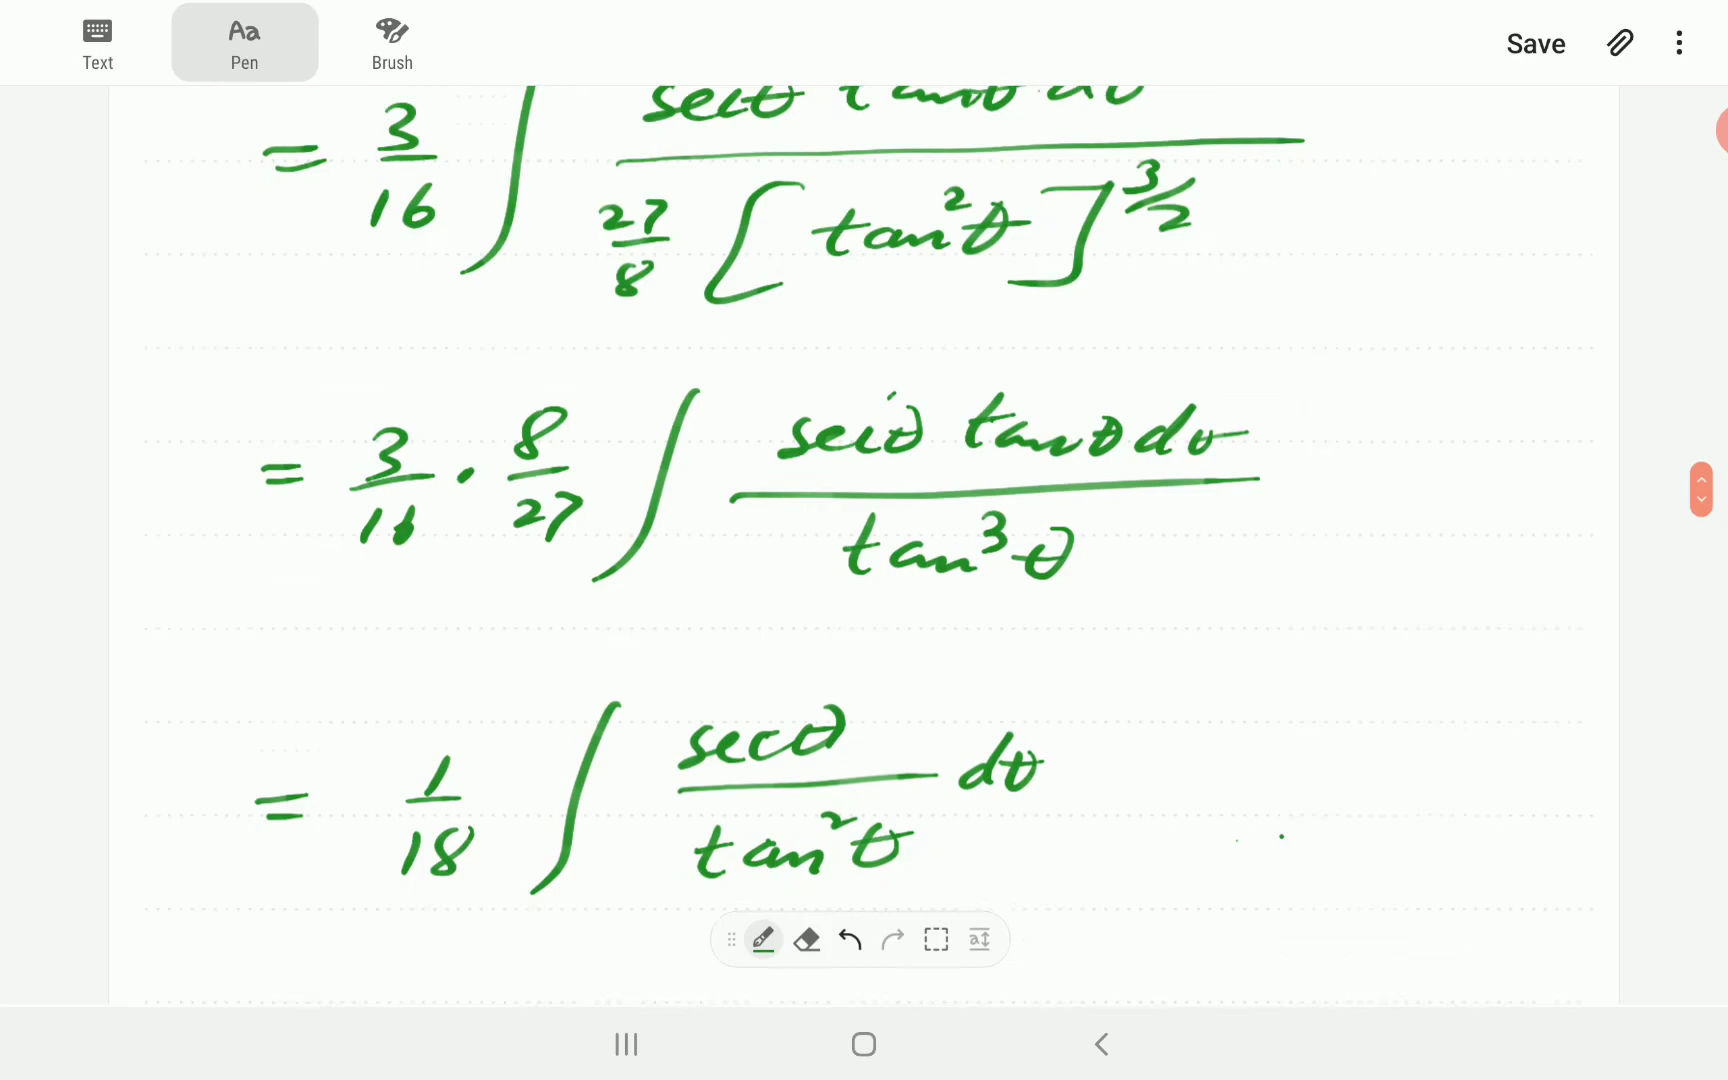 Text Aa Pen Brush Save
= 3/16 ∫ secθ tanθ dθ / 27/8 [tan²θ]^3/2
= 3/16 · 8/27 ∫ secθ tanθ dθ / tan³θ
= 1/18 ∫ secθ / tan²θ dθ